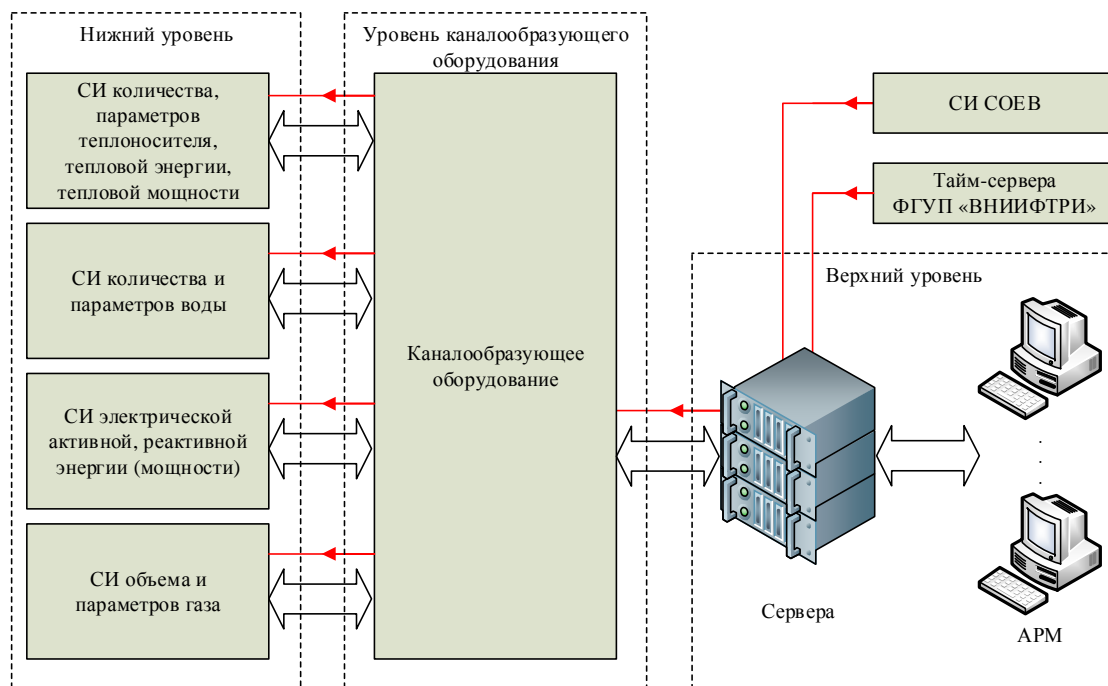 Нижний уровень
СИ количества,
параметров
теплоносителя,
тепловой энергии,
тепловой мощности
СИ количества и
параметров воды
СИ электрической
активной, реактивной
энергии (мощности)
СИ объема и
параметров газа
Уровень каналообразующего
оборудования
Каналообразующее
оборудование
СИ СОЕВ
Тайм-сервера
ФГУП «ВНИИФТРИ»
Верхний уровень
Сервера
АРМ